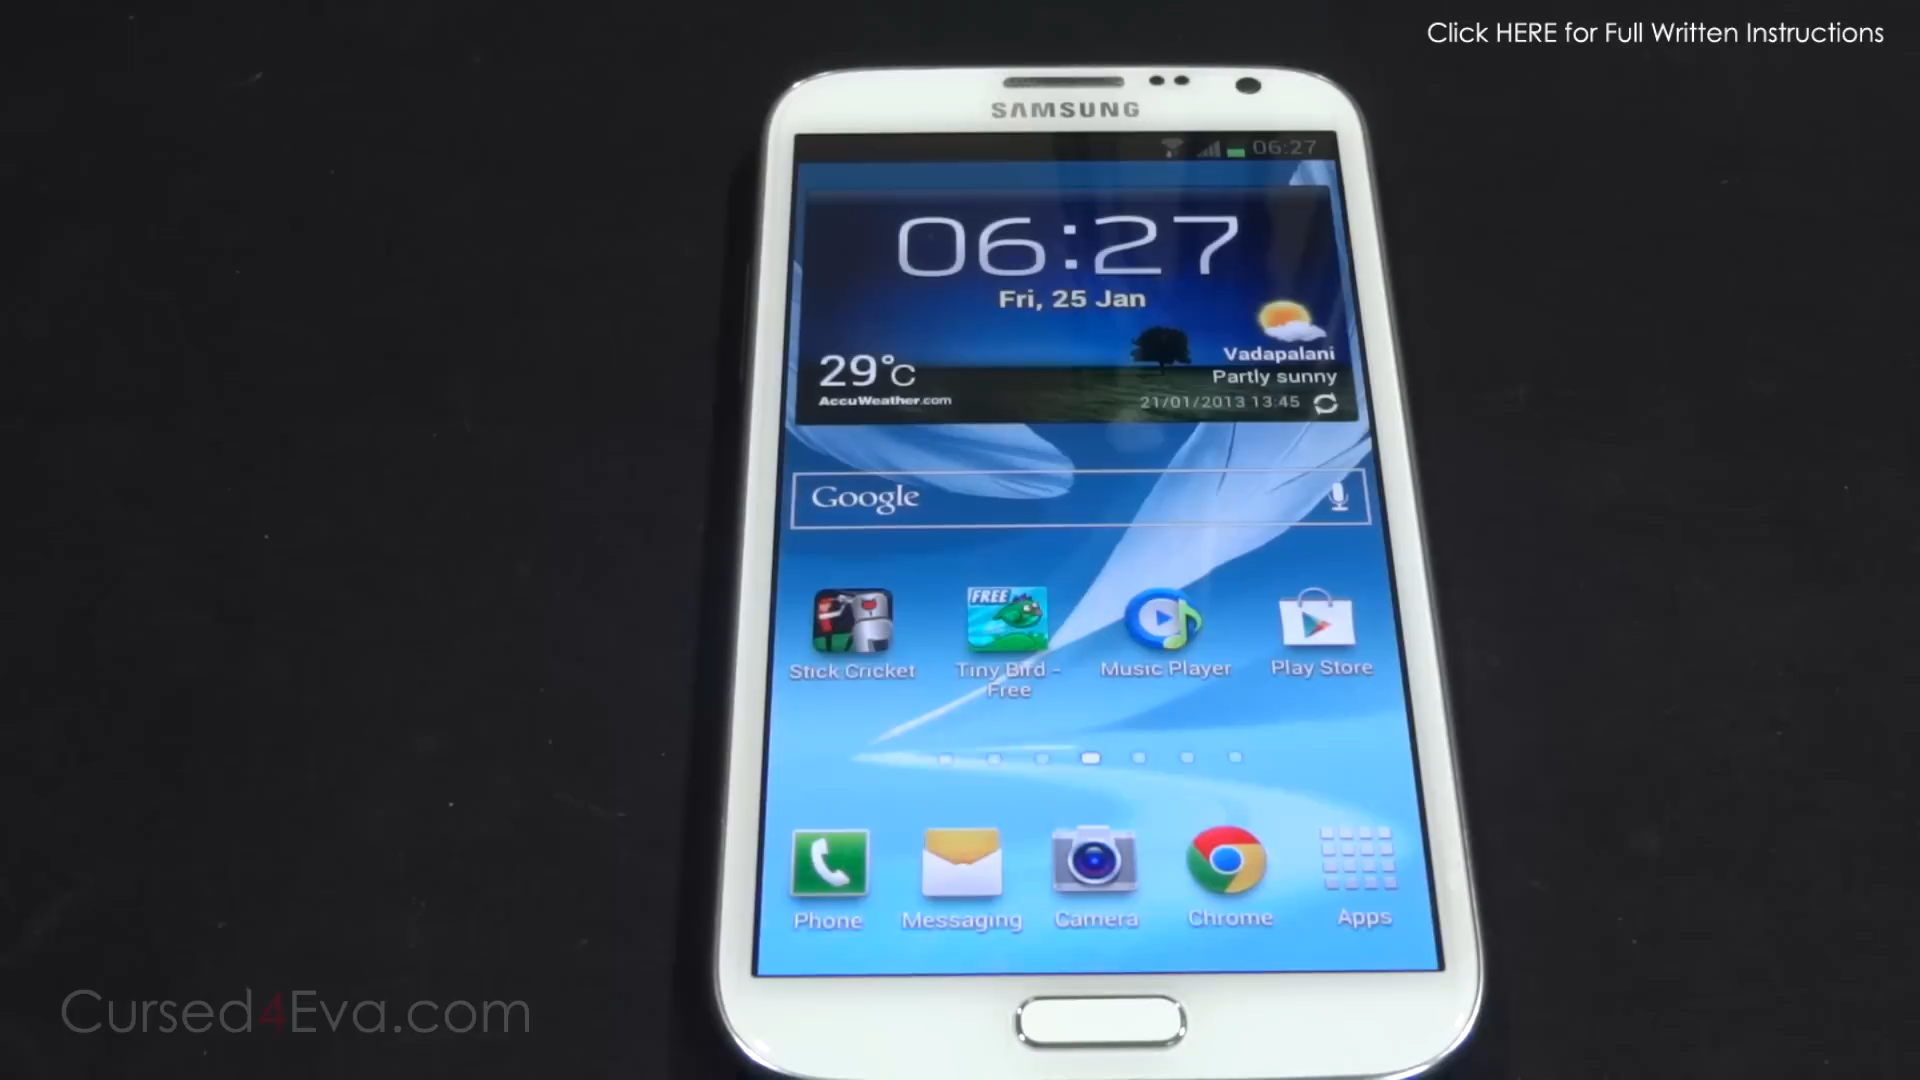 Click HERE for Full Written Instructions
SAMSUNG
06:27
06:27
Fri, 25 Jan
Vadapalani
29°C
Partly sunny
AccuWeather.com
21/01/2013 13:45
Google
FREE
Stick Cricket
Tiny Bird -
Free
Music Player
Play Store
Phone
Messaging
Camera
Chrome
Apps
Cursed4Eva.com